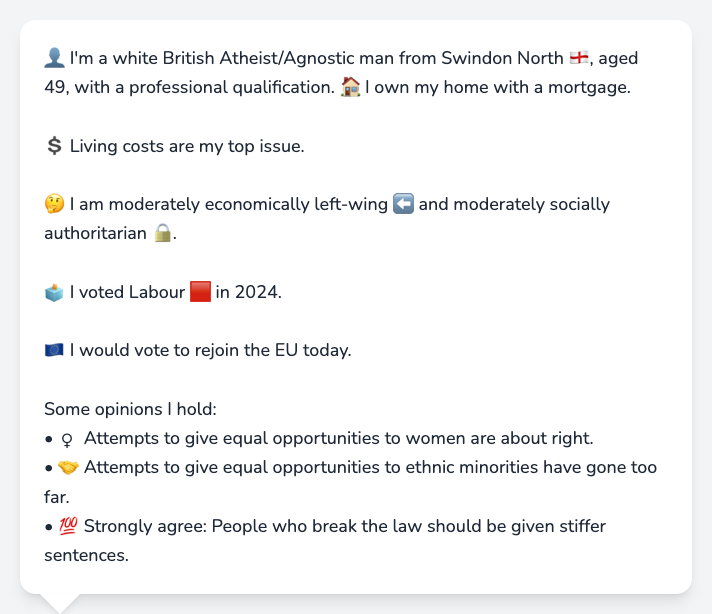 👤 I'm a white British Atheist/Agnostic man from Swindon North 🏴󠁧󠁢󠁥󠁮󠁧󠁿, aged
49, with a professional qualification. 🏠 I own my home with a mortgage.
💲 Living costs are my top issue.
🤔 I am moderately economically left-wing ⬅️ and moderately socially
authoritarian 🔒.
🗳️ I voted Labour 🟥 in 2024.
🇪🇺 I would vote to rejoin the EU today.
Some opinions I hold:
• ♀ Attempts to give equal opportunities to women are about right.
• 🤝 Attempts to give equal opportunities to ethnic minorities have gone too
far.
• 💯 Strongly agree: People who break the law should be given stiffer
sentences.